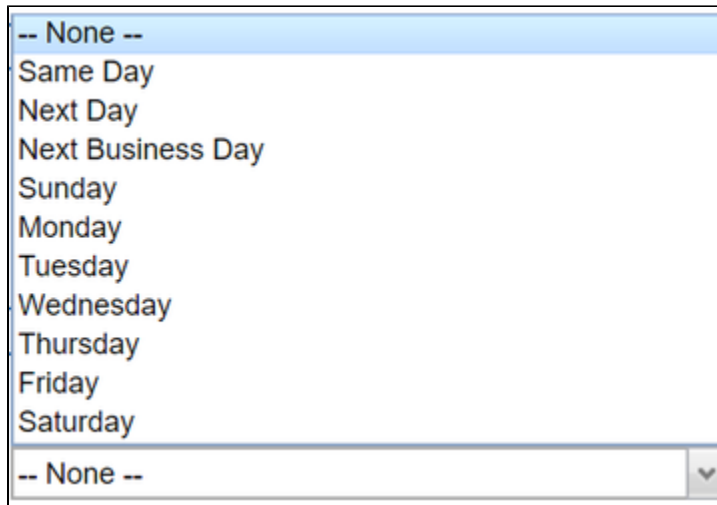 -- None --
Same Day
Next Day
Next Business Day
Sunday
Monday
Tuesday
Wednesday
Thursday
Friday
Saturday
-- None --